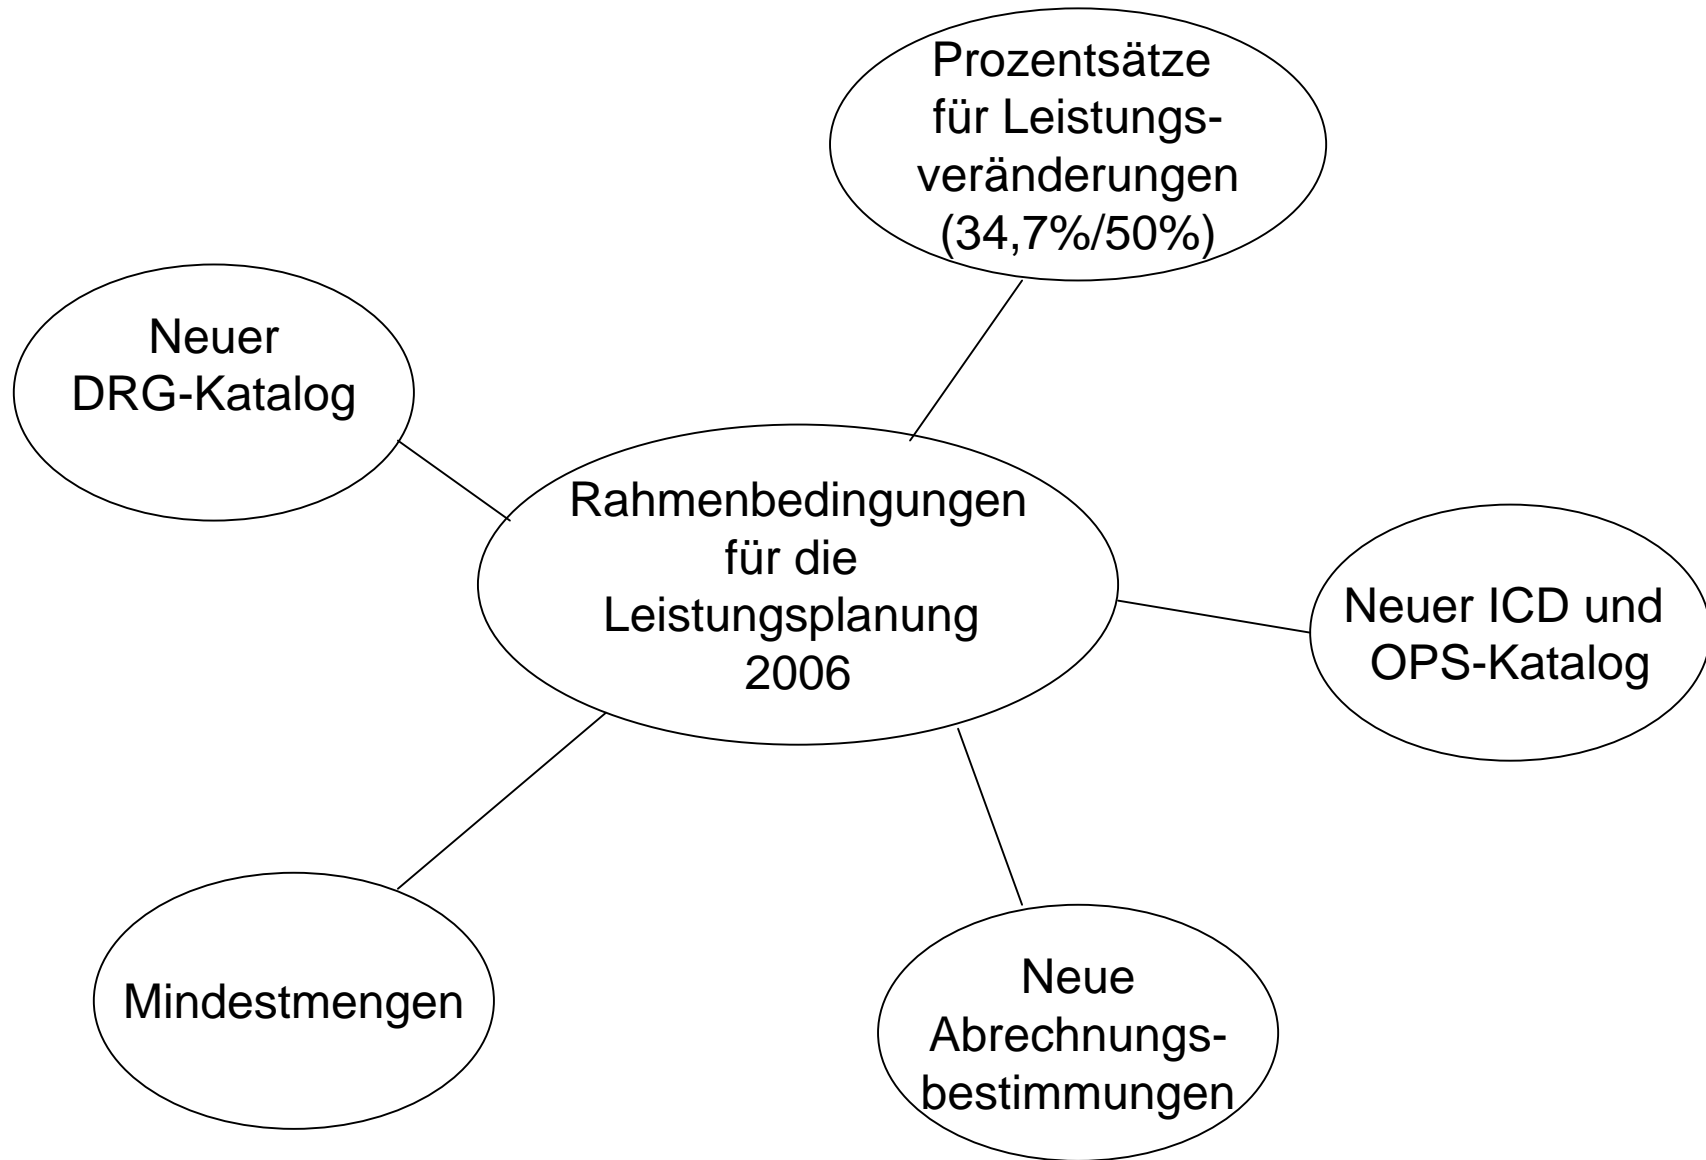 Prozentsätze
für Leistungs-
veränderungen
(34,7%/50%)
Neuer
DRG-Katalog
Rahmenbedingungen
für die
Leistungsplanung
2006
Neuer ICD und
OPS-Katalog
Mindestmengen
Neue
Abrechnungs-
bestimmungen